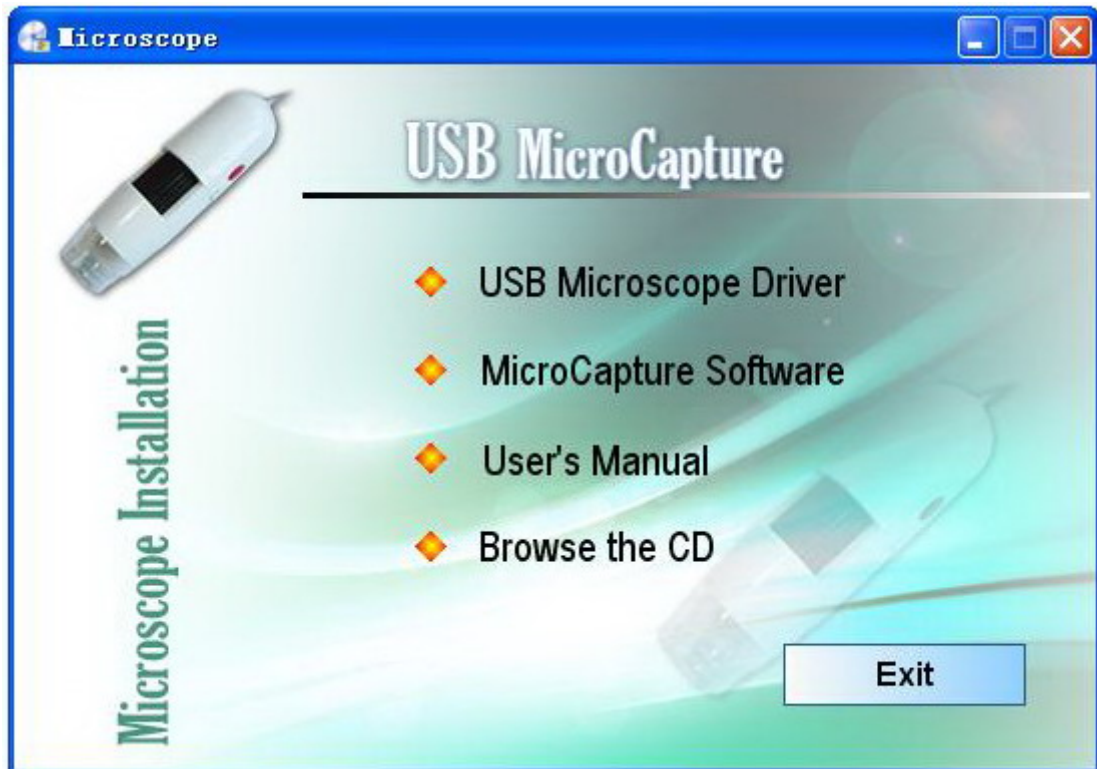 Microscope
USB MicroCapture
USB Microscope Driver
MicroCapture Software
User's Manual
Browse the CD
Microscope Installation
Exit